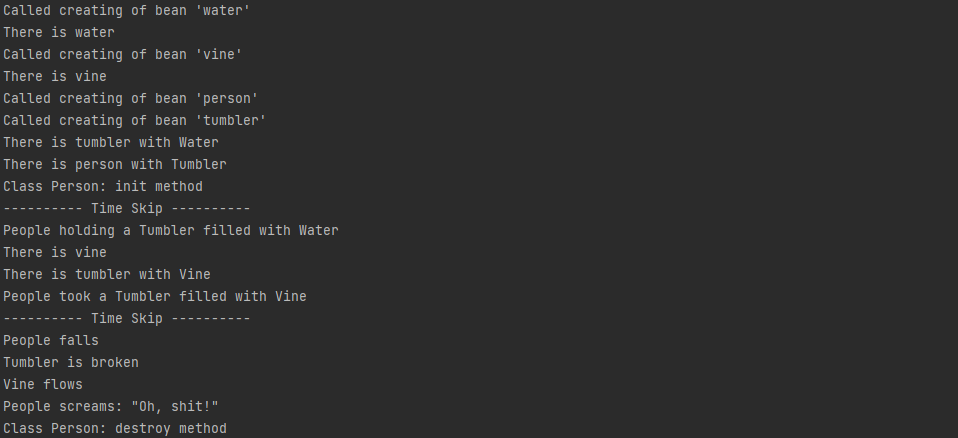 Called creating of bean 'water'
There is water
Called creating of bean 'vine'
There is vine
Called creating of bean 'person'
Called creating of bean 'tumbler'
There is tumbler with Water
There is person with Tumbler
Class Person: init method
---------- Time Skip ----------
People holding a Tumbler filled with Water
There is vine
There is tumbler with Vine
People took a Tumbler filled with Vine
---------- Time Skip ----------
People falls
Tumbler is broken
Vine flows
People screams: "Oh, shit!"
Class Person: destroy method